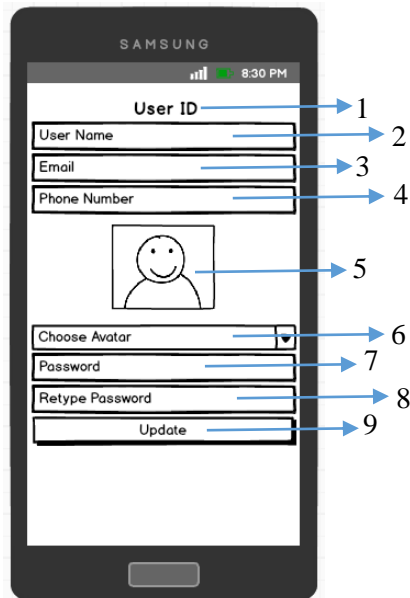 SAMSUNG
8:30 PM
User ID 1
User Name 2
Email 3
Phone Number 4
5
Choose Avatar 6
Password 7
Retype Password 8
Update 9